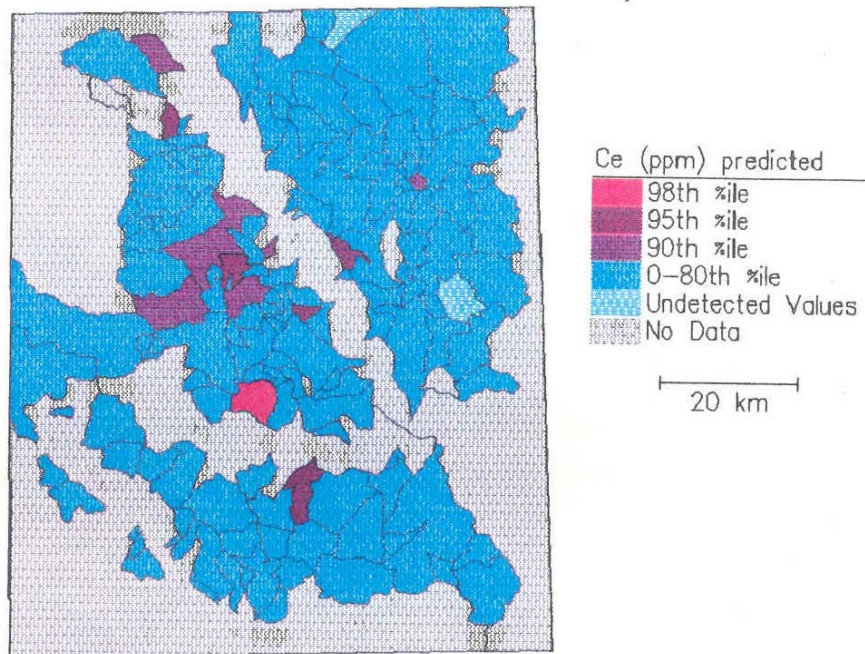 Ce (ppm) predicted
98th %ile
95th %ile
90th %ile
0-80th %ile
Undetected Values
No Data
20 km